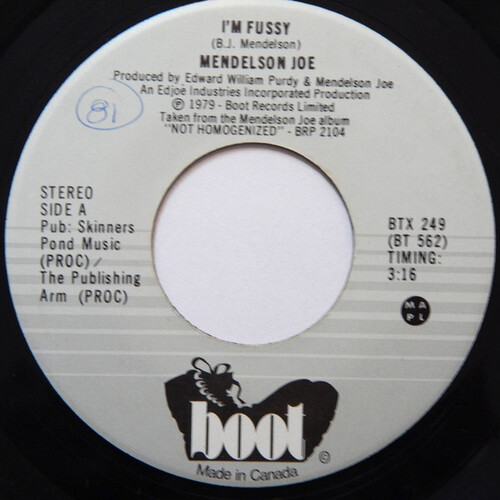 I'M FUSSY
(B.J. Mendelson)
MENDELSON JOE
Produced by Edward William Purdy & Mendelson Joe
An Edjoe Industries Incorporated Production
℗ 1979 - Boot Records Limited
Taken from the Mendelson Joe album
"NOT HOMOGENIZED" - BRP 2104
81
STEREO
SIDE A
Pub: Skinners
Pond Music
(PROC)/
The Publishing
Arm (PROC)
BTX 249
(BT 562)
TIMING:
3:16
M A
P L
boot ©
Made in Canada